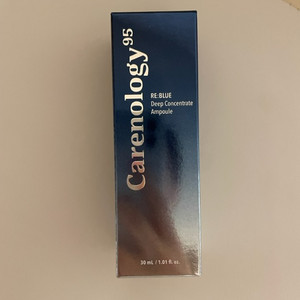 Carenology95
RE:BLUE
Deep Concentrate
Ampoule
30 mL / 1.01 fl. oz.